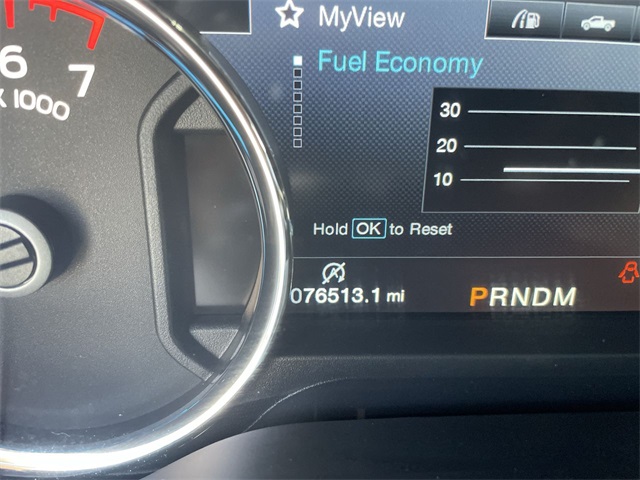 MyView
Fuel Economy
6
7
X 1000
30
20
10
Hold OK to Reset
A
076513.1 mi
PRNDM